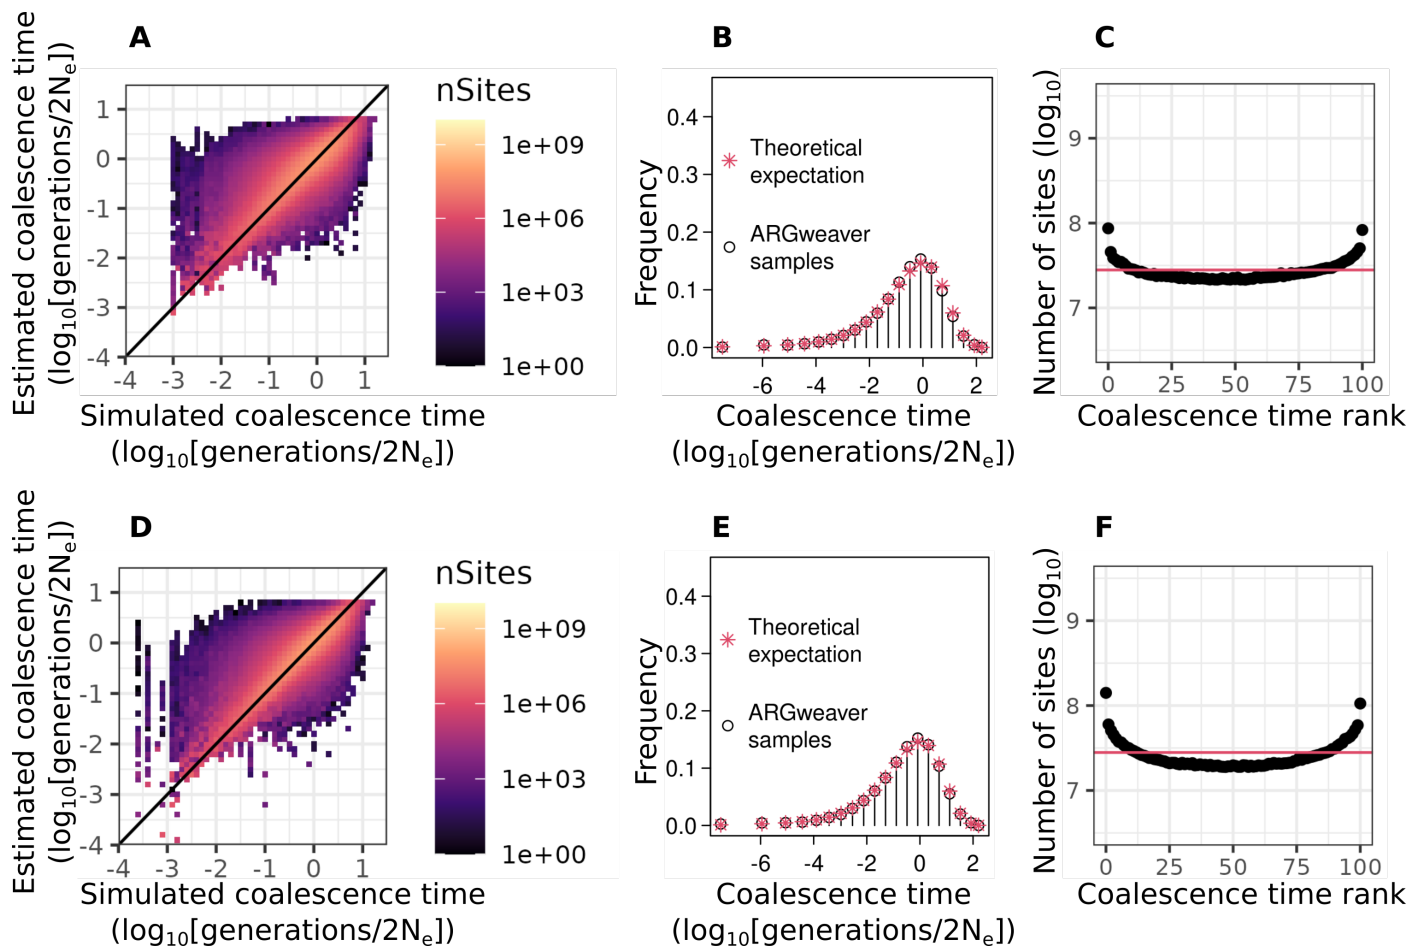 A
Estimated coalescence time
(log10[generations/2Ne])
1
0
-1
-2
-3
-4
-4 -3 -2 -1 0 1
Simulated coalescence time
(log10[generations/2Ne])
nSites
1e+09
1e+06
1e+03
1e+00
B
Frequency
0.4
0.3
0.2
0.1
0.0
Theoretical
expectation
ARGweaver
samples
-6 -4 -2 0 2
Coalescence time
(log10[generations/2Ne])
C
Number of sites (log10)
9
8
7
0 25 50 75 100
Coalescence time rank
D
Estimated coalescence time
(log10[generations/2Ne])
1
0
-1
-2
-3
-4
-4 -3 -2 -1 0 1
Simulated coalescence time
(log10[generations/2Ne])
nSites
1e+09
1e+06
1e+03
1e+00
E
Frequency
0.4
0.3
0.2
0.1
0.0
Theoretical
expectation
ARGweaver
samples
-6 -4 -2 0 2
Coalescence time
(log10[generations/2Ne])
F
Number of sites (log10)
9
8
7
0 25 50 75 100
Coalescence time rank